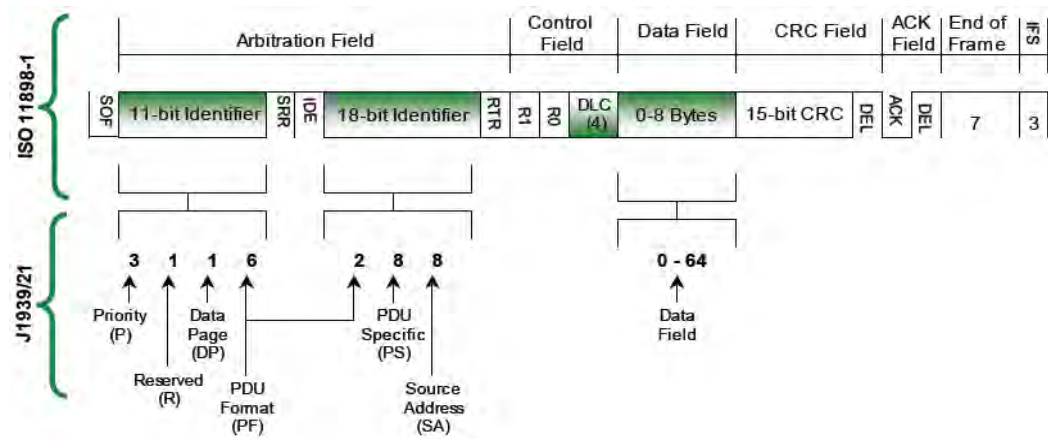 ISO 11898-1
Arbitration Field
Control
Field
Data Field
CRC Field
ACK
Field
End of
Frame
IFS
SOF
11-bit Identifier
SRR
IDE
18-bit Identifier
RTR
R1
R0
DLC
(4)
0-8 Bytes
15-bit CRC
DEL
ACK
DEL
7
3
J1939/21
3 1 1 6
2 8 8
0 - 64
Priority
(P)
Data
Page
(DP)
PDU
Specific
(PS)
Data
Field
Reserved
(R)
PDU
Format
(PF)
Source
Address
(SA)